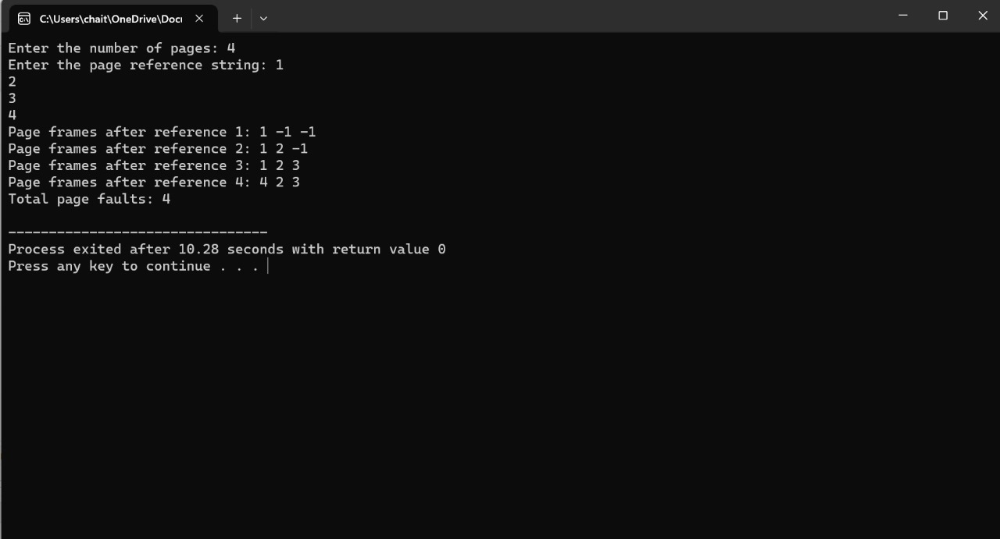 C:\Users\chait\OneDrive\Docu
Enter the number of pages: 4
Enter the page reference string: 1
2
3
4
Page frames after reference 1: 1 -1 -1
Page frames after reference 2: 1 2 -1
Page frames after reference 3: 1 2 3
Page frames after reference 4: 4 2 3
Total page faults: 4
--------------------------------
Process exited after 10.28 seconds with return value 0
Press any key to continue . . .